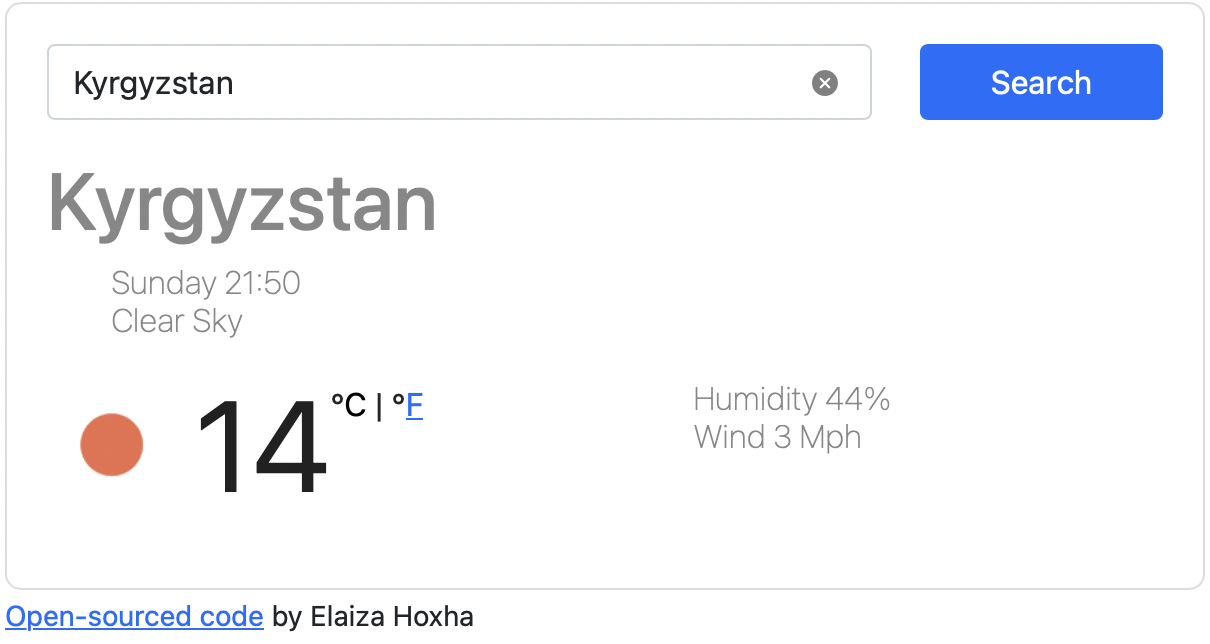 Kyrgyzstan
Search
Kyrgyzstan
Sunday 21:50
Clear Sky
14 °C | °F
Humidity 44%
Wind 3 Mph
Open-sourced code by Elaiza Hoxha